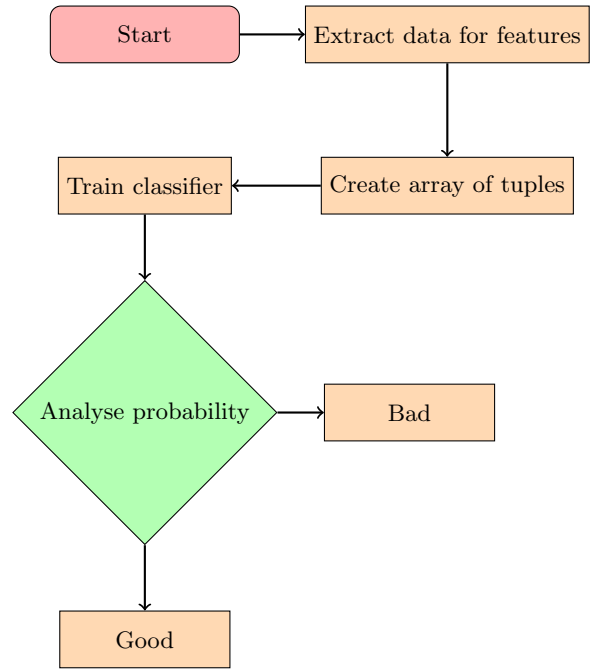 Start
Extract data for features
Train classifier
Create array of tuples
Analyse probability
Bad
Good